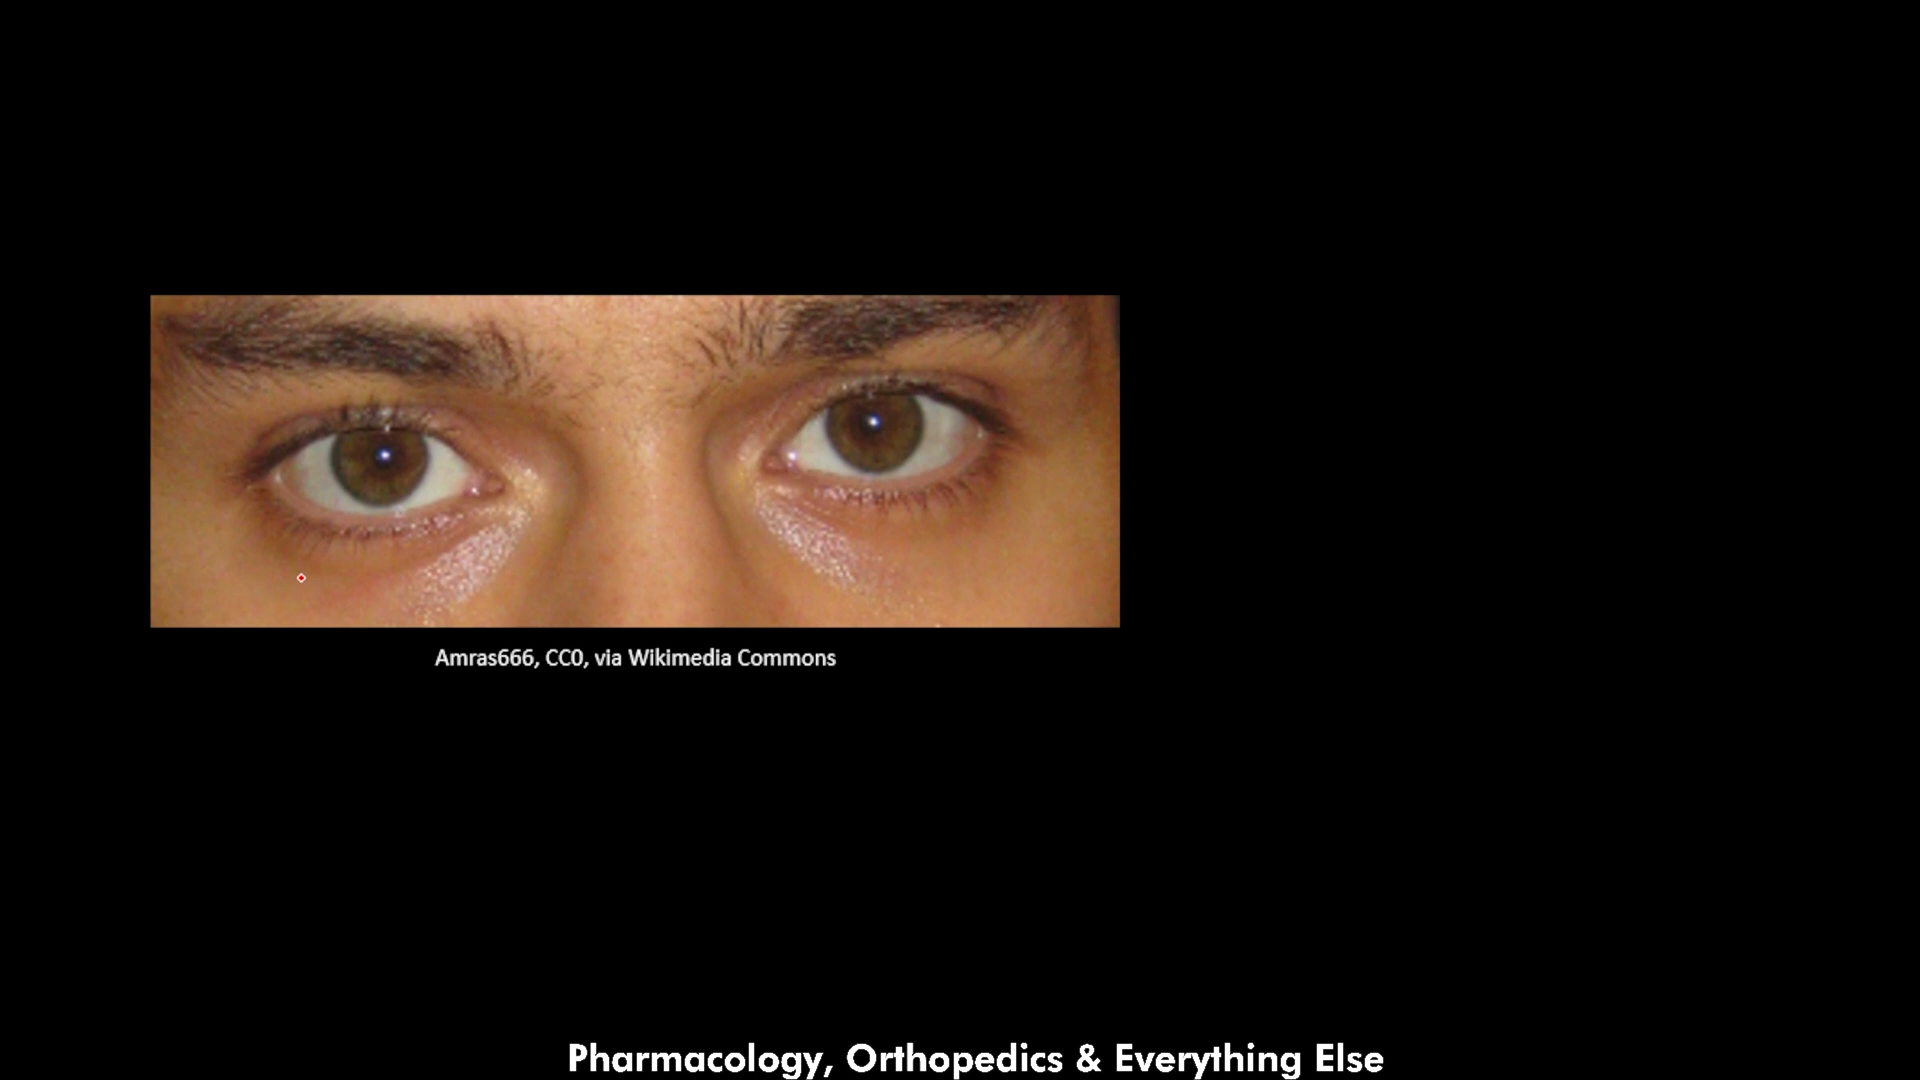 Amras666, CC0, via Wikimedia Commons
Pharmacology, Orthopedics & Everything Else